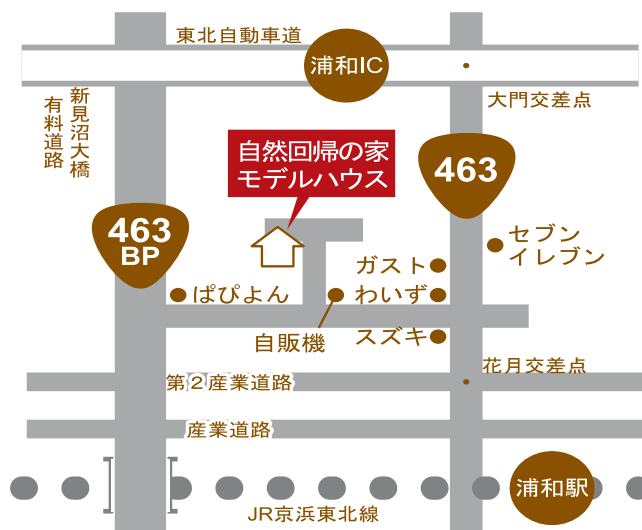 東北自動車道
浦和IC
大門交差点
新見沼大橋
有料道路
自然回帰の家
モデルハウス
463
463
BP
セブン
イレブン
ガスト
ぱぴよん
わいず
自販機
スズキ
花月交差点
第2産業道路
産業道路
浦和駅
JR京浜東北線